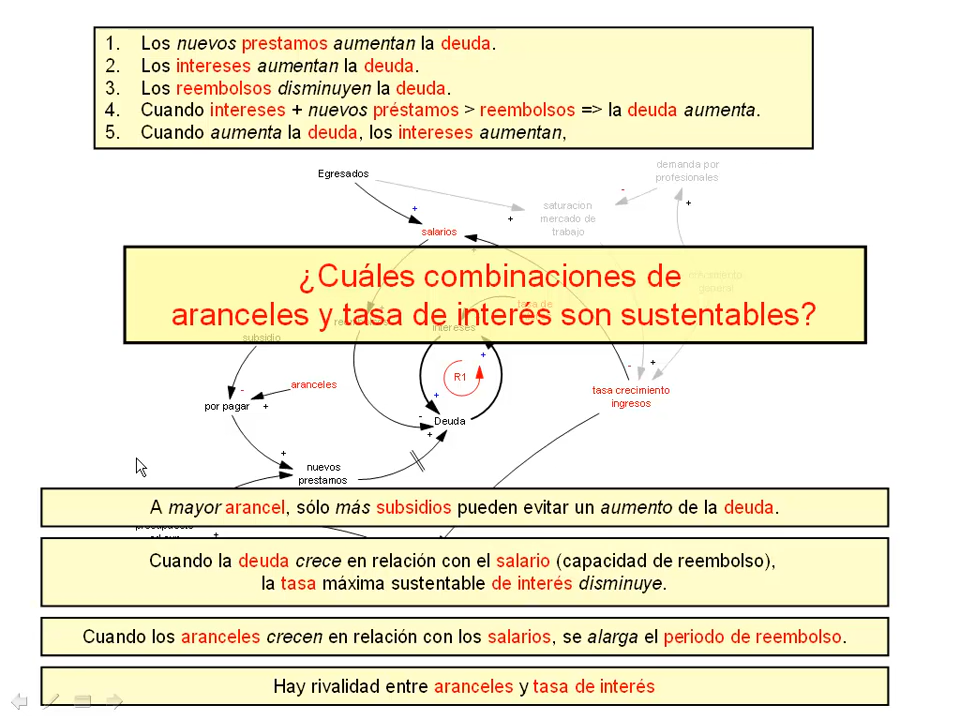 1. Los nuevos prestamos aumentan la deuda.
2. Los intereses aumentan la deuda.
3. Los reembolsos disminuyen la deuda.
4. Cuando intereses + nuevos préstamos > reembolsos => la deuda aumenta.
5. Cuando aumenta la deuda, los intereses aumentan,
Egresados
demanda por
profesionales
saturacion
mercado de
trabajo
salarios
¿Cuáles combinaciones de
aranceles y tasa de interés son sustentables?
tasa de
intereses
subsidio
R1
aranceles
tasa crecimiento
ingresos
por pagar
Deuda
nuevos
prestamos
A mayor arancel, sólo más subsidios pueden evitar un aumento de la deuda.
Cuando la deuda crece en relación con el salario (capacidad de reembolso),
la tasa máxima sustentable de interés disminuye.
Cuando los aranceles crecen en relación con los salarios, se alarga el periodo de reembolso.
Hay rivalidad entre aranceles y tasa de interés